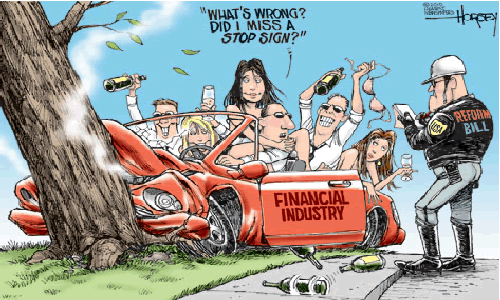 "WHAT'S WRONG?
DID I MISS A
STOP SIGN?"
HORSEY
REFORM
BILL
FINANCIAL
INDUSTRY